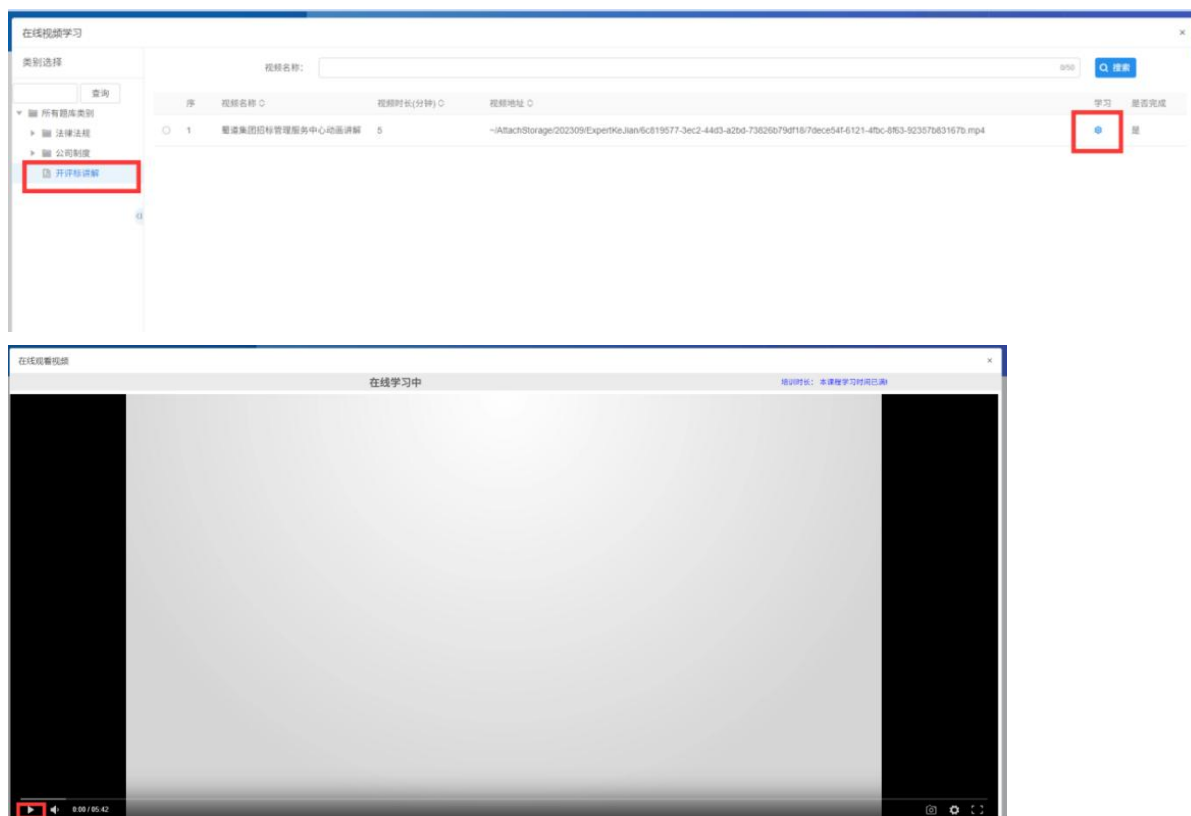 在线视频学习 ×
类别选择
视频名称： 0/50 搜索
查询
序 视频名称 视频时长(分钟) 视频地址 学习 是否完成
所有题库类别
法律法规
1 蜀道集团招标管理服务中心动画讲解 5 ~/AttachStorage/202309/ExpertKeJian/6c819577-3ec2-44d3-a2bd-73826b79df18/7dece54f-6121-4fbc-8f63-92357b83167b.mp4 是
公司制度
开评标讲解
在线观看视频 ×
在线学习中 培训时长： 本课程学习时间已满!
0:00 / 05:42